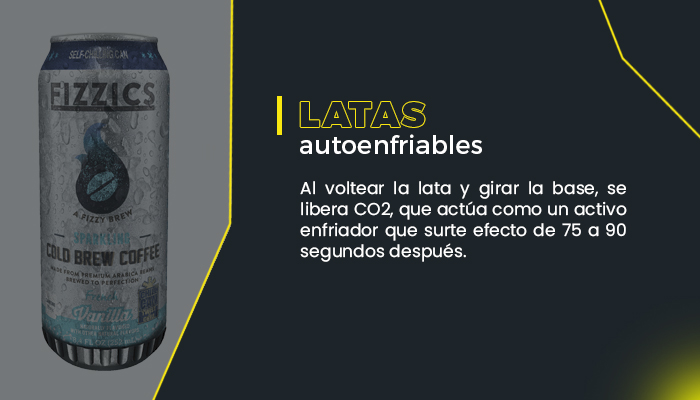 SELF-CHILLING CAN
FIZZICS
A FIZZY BREW
SPARKLING
COLD BREW COFFEE
MADE FROM PREMIUM ARABICA BEANS
BREWED TO PERFECTION
French
Vanilla
LATAS
autoenfriables
Al voltear la lata y girar la base, se
libera CO2, que actúa como un activo
enfriador que surte efecto de 75 a 90
segundos después.